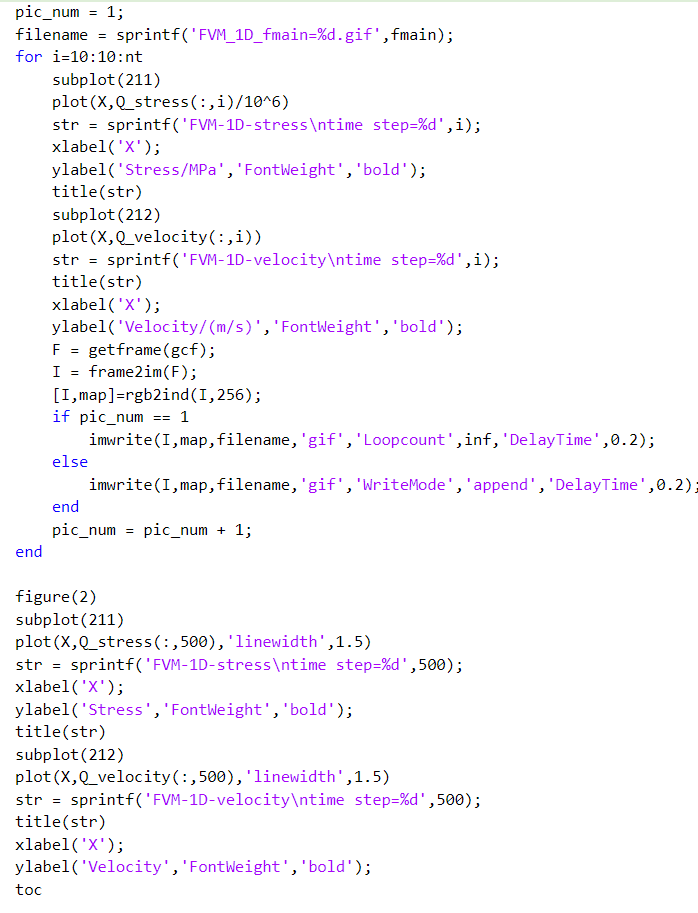 pic_num = 1;
filename = sprintf('FVM_1D_fmain=%d.gif',fmain);
for i=10:10:nt
    subplot(211)
    plot(X,Q_stress(:,i)/10^6)
    str = sprintf('FVM-1D-stress\ntime step=%d',i);
    xlabel('X');
    ylabel('Stress/MPa','FontWeight','bold');
    title(str)
    subplot(212)
    plot(X,Q_velocity(:,i))
    str = sprintf('FVM-1D-velocity\ntime step=%d',i);
    title(str)
    xlabel('X');
    ylabel('Velocity/(m/s)','FontWeight','bold');
    F = getframe(gcf);
    I = frame2im(F);
    [I,map]=rgb2ind(I,256);
    if pic_num == 1
        imwrite(I,map,filename,'gif','Loopcount',inf,'DelayTime',0.2);
    else
        imwrite(I,map,filename,'gif','WriteMode','append','DelayTime',0.2);
    end
    pic_num = pic_num + 1;
end
figure(2)
subplot(211)
plot(X,Q_stress(:,500),'linewidth',1.5)
str = sprintf('FVM-1D-stress\ntime step=%d',500);
xlabel('X');
ylabel('Stress','FontWeight','bold');
title(str)
subplot(212)
plot(X,Q_velocity(:,500),'linewidth',1.5)
str = sprintf('FVM-1D-velocity\ntime step=%d',500);
title(str)
xlabel('X');
ylabel('Velocity','FontWeight','bold');
toc